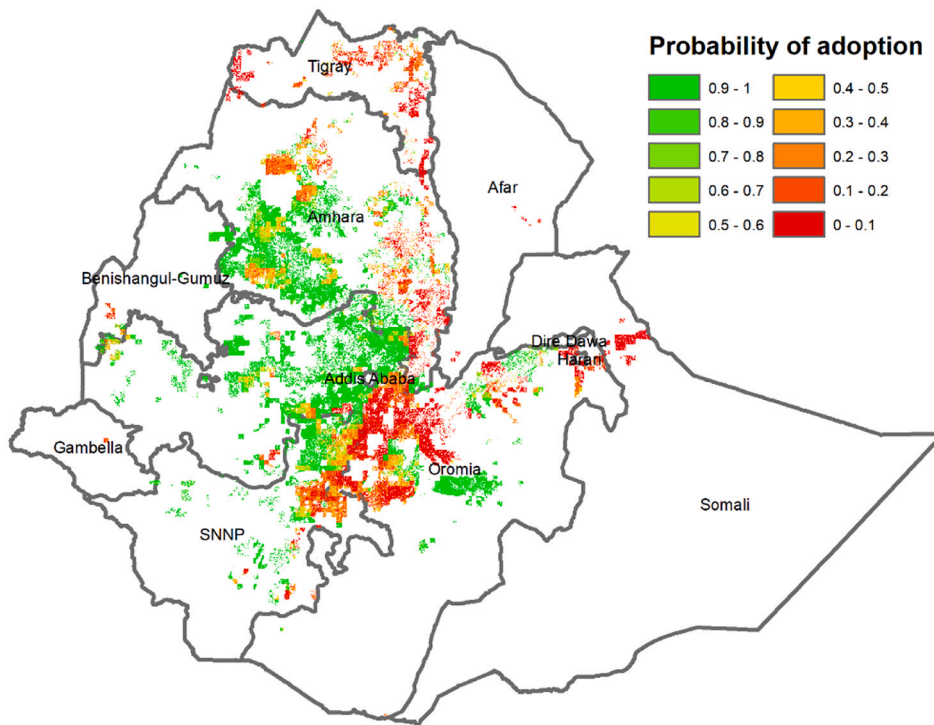 Probability of adoption
0.9 - 1
0.4 - 0.5
0.8 - 0.9
0.3 - 0.4
0.7 - 0.8
0.2 - 0.3
0.6 - 0.7
0.1 - 0.2
0.5 - 0.6
0 - 0.1
Tigray
Afar
Amhara
Benishangul-Gumuz
Dire Dawa
Harari
Addis Ababa
Gambella
Oromia
Somali
SNNP